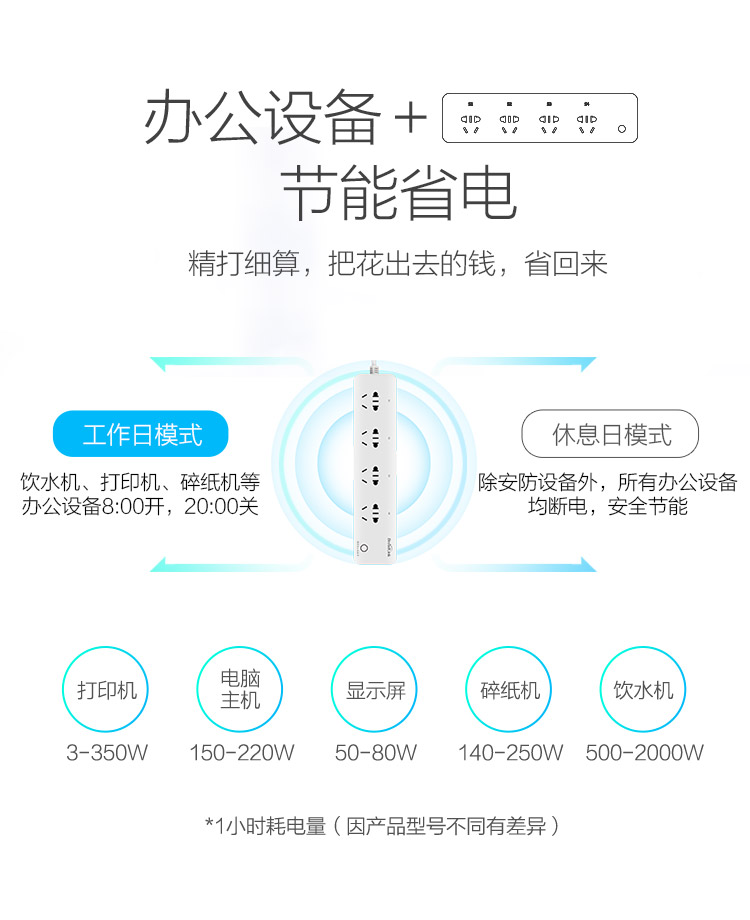 办公设备+
节能省电
精打细算，把花出去的钱，省回来
工作日模式
饮水机、打印机、碎纸机等
办公设备8:00开，20:00关
休息日模式
除安防设备外，所有办公设备
均断电，安全节能
打印机
3-350W
电脑
主机
150-220W
显示屏
50-80W
碎纸机
140-250W
饮水机
500-2000W
*1小时耗电量（因产品型号不同有差异）